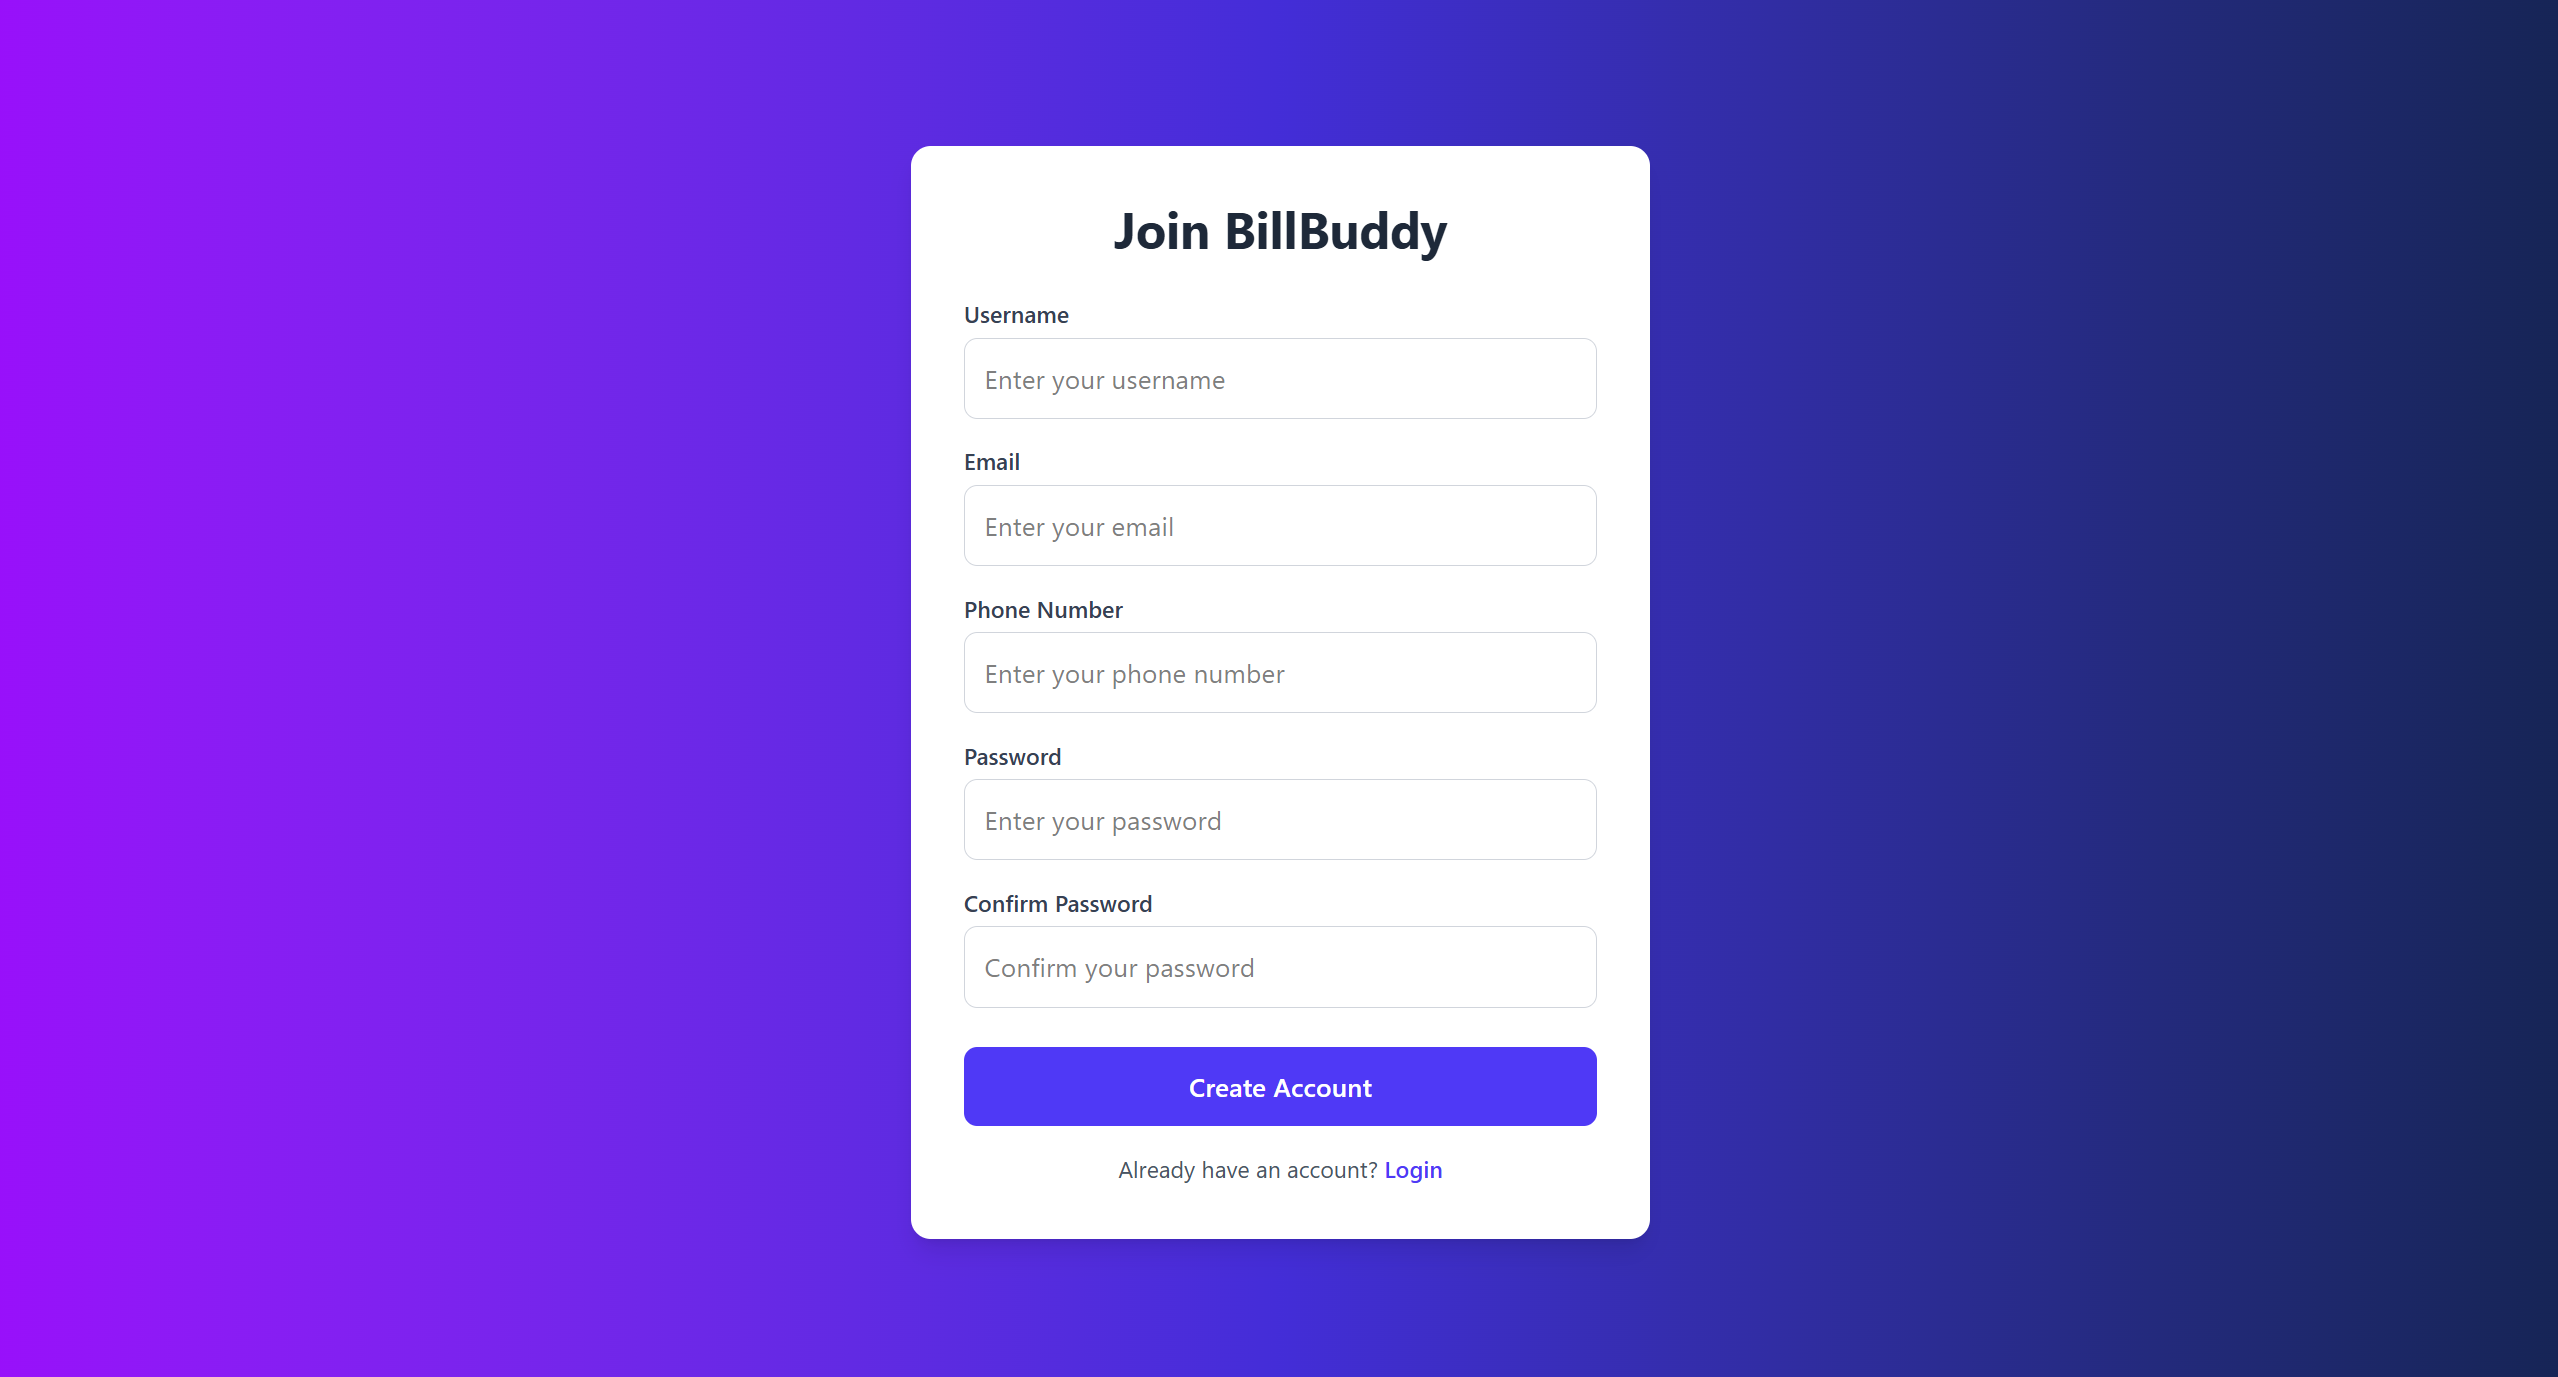 Join BillBuddy
Username
Enter your username
Email
Enter your email
Phone Number
Enter your phone number
Password
Enter your password
Confirm Password
Confirm your password
Create Account
Already have an account? Login